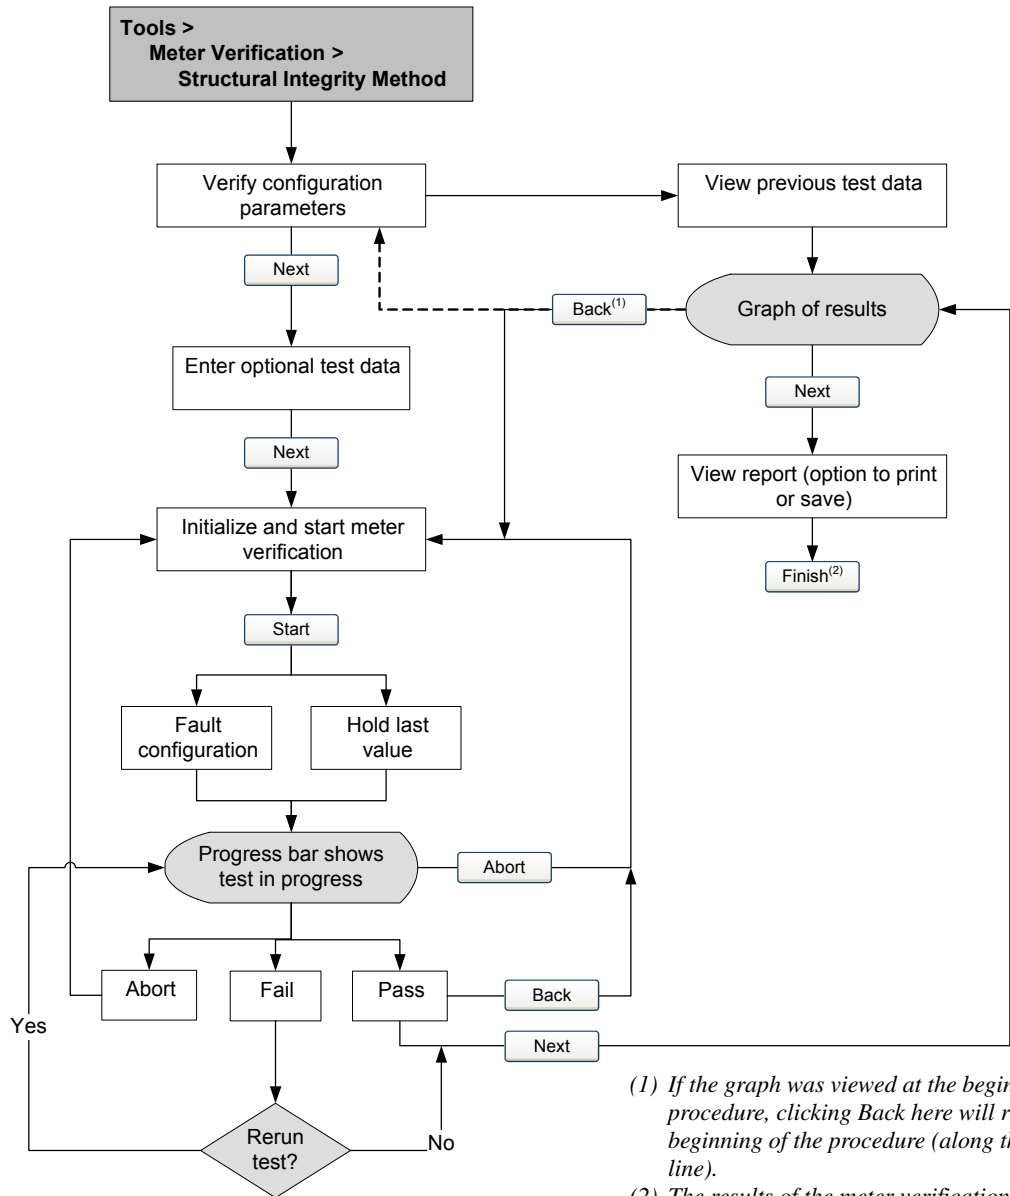 Tools >
Meter Verification >
Structural Integrity Method
Verify configuration
parameters
View previous test data
Next
Back(1)
Graph of results
Enter optional test data
Next
Next
View report (option to print
or save)
Initialize and start meter
verification
Finish(2)
Start
Fault
configuration
Hold last
value
Progress bar shows
test in progress
Abort
Abort
Fail
Pass
Back
Yes
Next
Rerun
test?
No
(1) If the graph was viewed at the begin
procedure, clicking Back here will r
beginning of the procedure (along th
line).
(2) The results of the meter verification